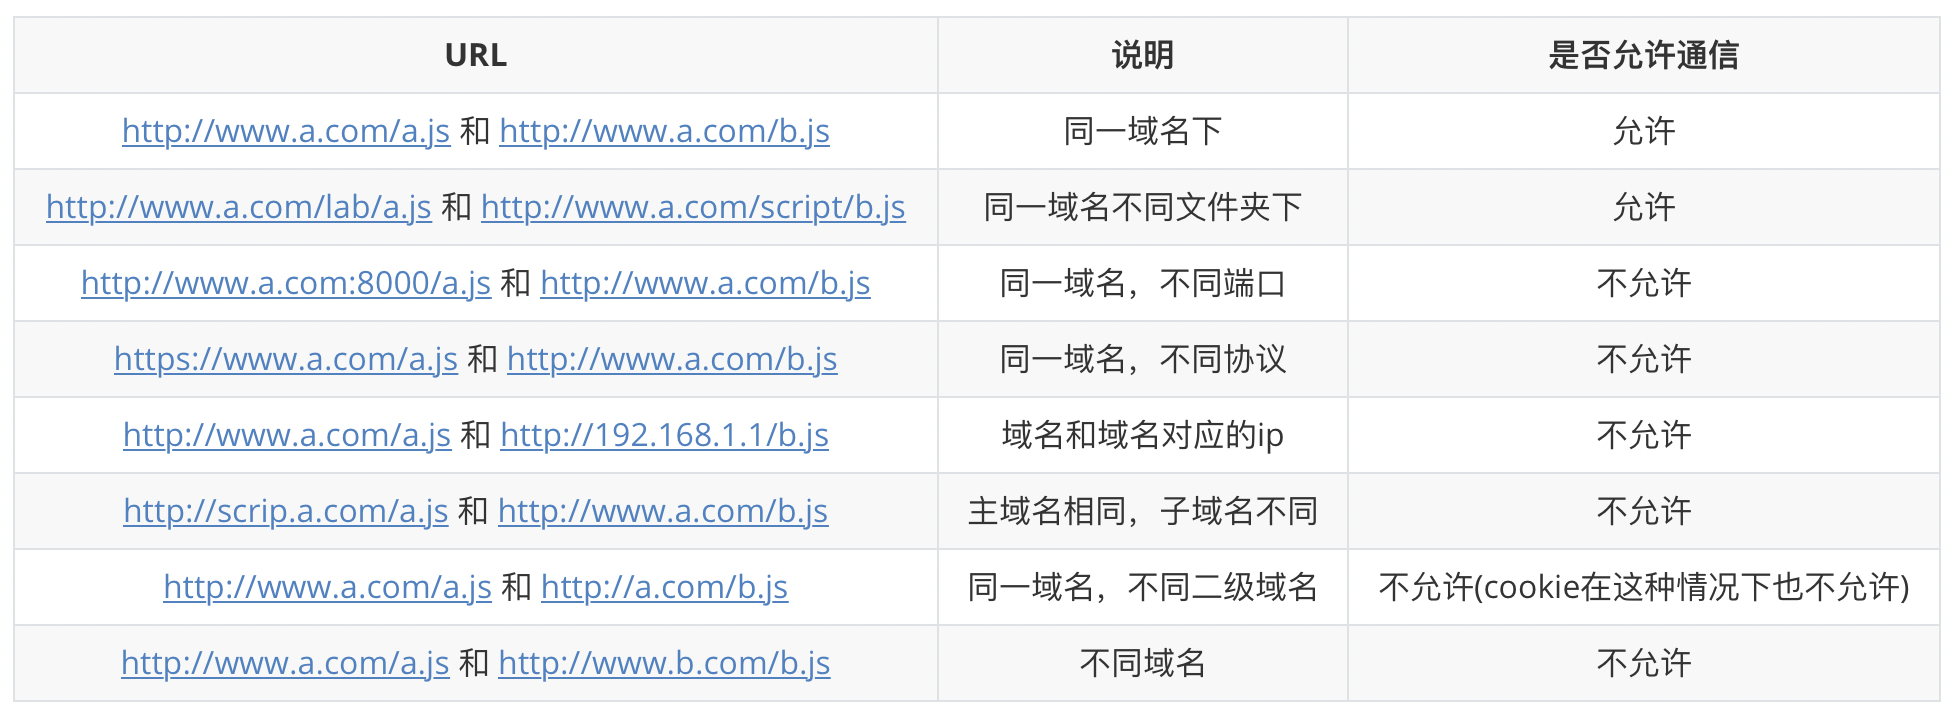 URL 说明 是否允许通信
http://www.a.com/a.js 和 http://www.a.com/b.js 同一域名下 允许
http://www.a.com/lab/a.js 和 http://www.a.com/script/b.js 同一域名不同文件夹下 允许
http://www.a.com:8000/a.js 和 http://www.a.com/b.js 同一域名，不同端口 不允许
https://www.a.com/a.js 和 http://www.a.com/b.js 同一域名，不同协议 不允许
http://www.a.com/a.js 和 http://192.168.1.1/b.js 域名和域名对应的ip 不允许
http://scrip.a.com/a.js 和 http://www.a.com/b.js 主域名相同，子域名不同 不允许
http://www.a.com/a.js 和 http://a.com/b.js 同一域名，不同二级域名 不允许(cookie在这种情况下也不允许)
http://www.a.com/a.js 和 http://www.b.com/b.js 不同域名 不允许